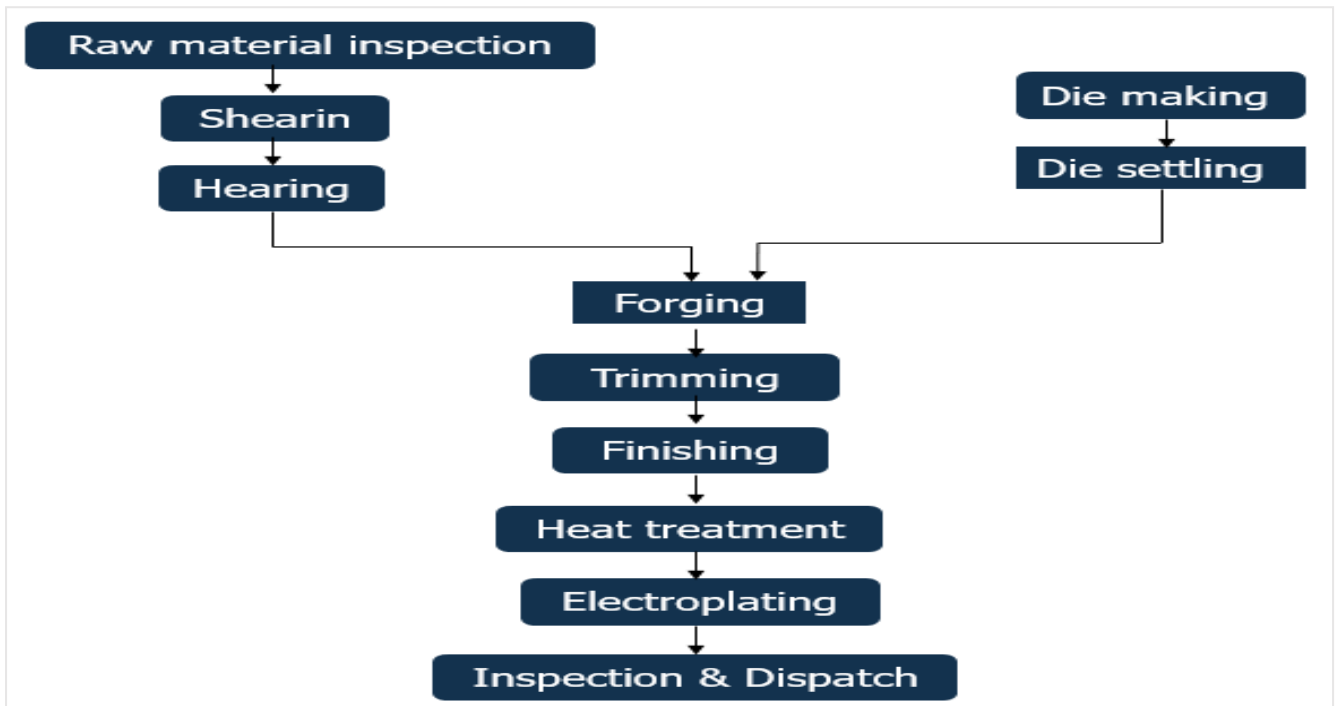 Raw material inspection
Shearin
Hearing
Die making
Die settling
Forging
Trimming
Finishing
Heat treatment
Electroplating
Inspection & Dispatch